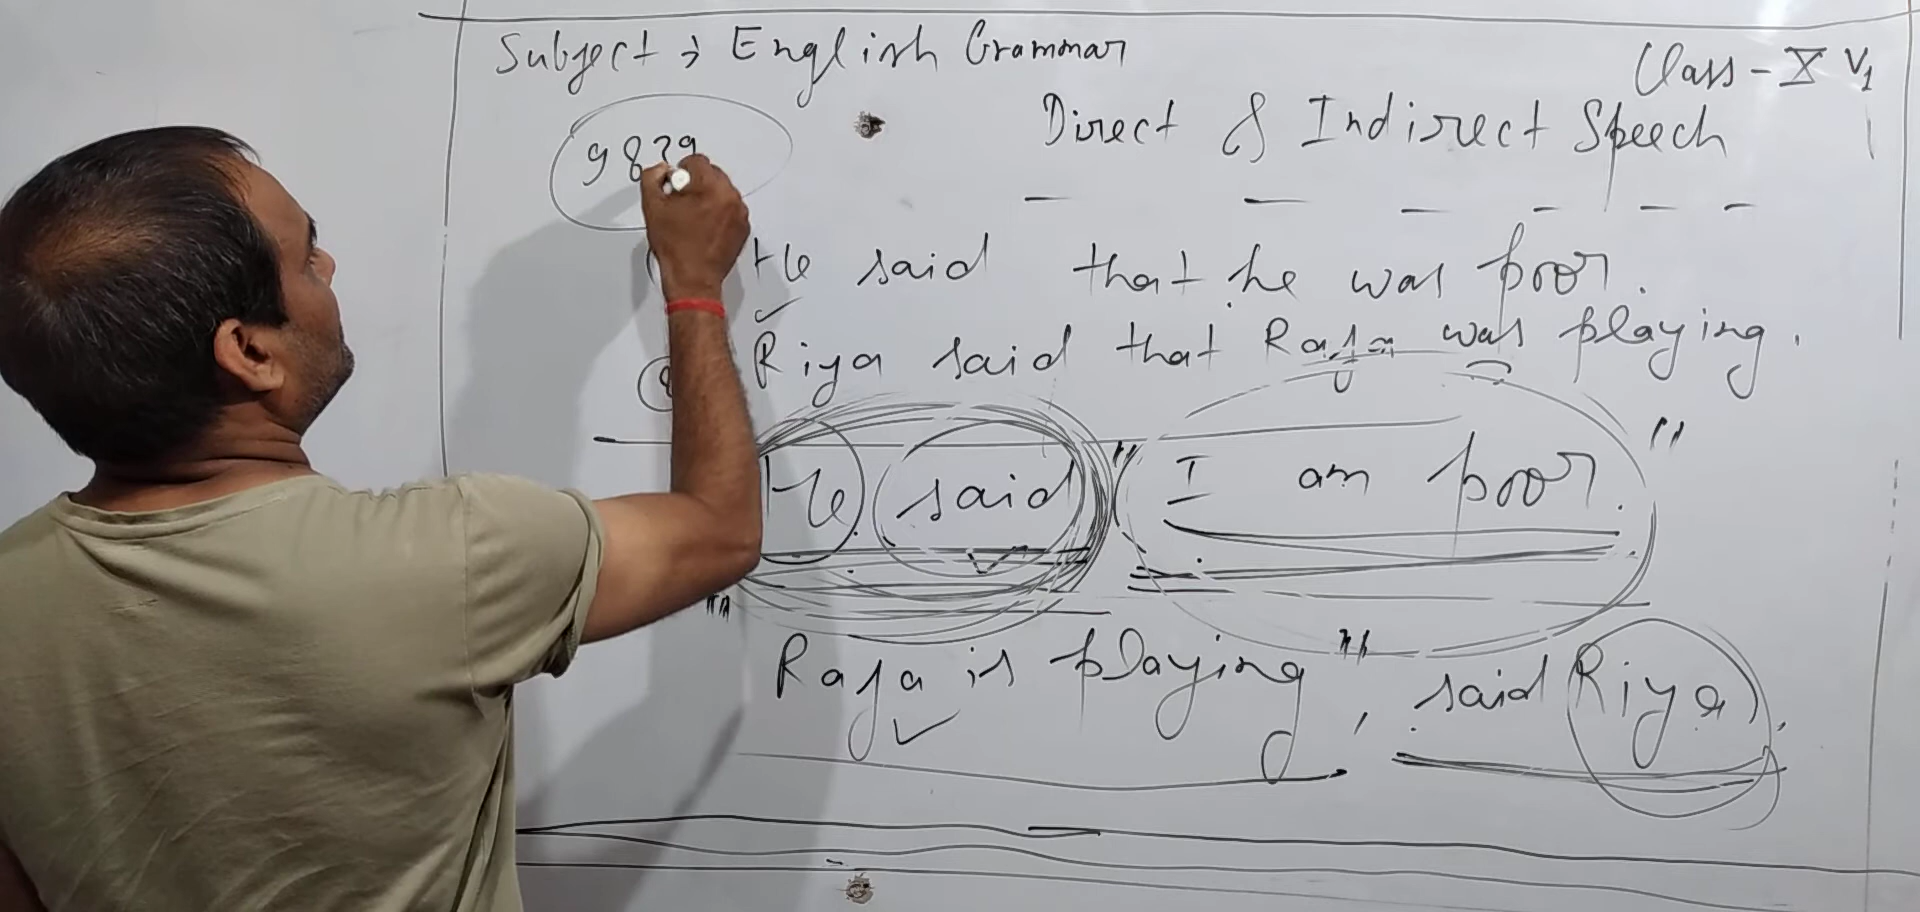 Subject → English Grammar
Class - X V1
Direct & Indirect Speech
He said that he was poor.
Riya said that Raja was playing.
He said "I am poor."
"Raja is playing", said Riya.